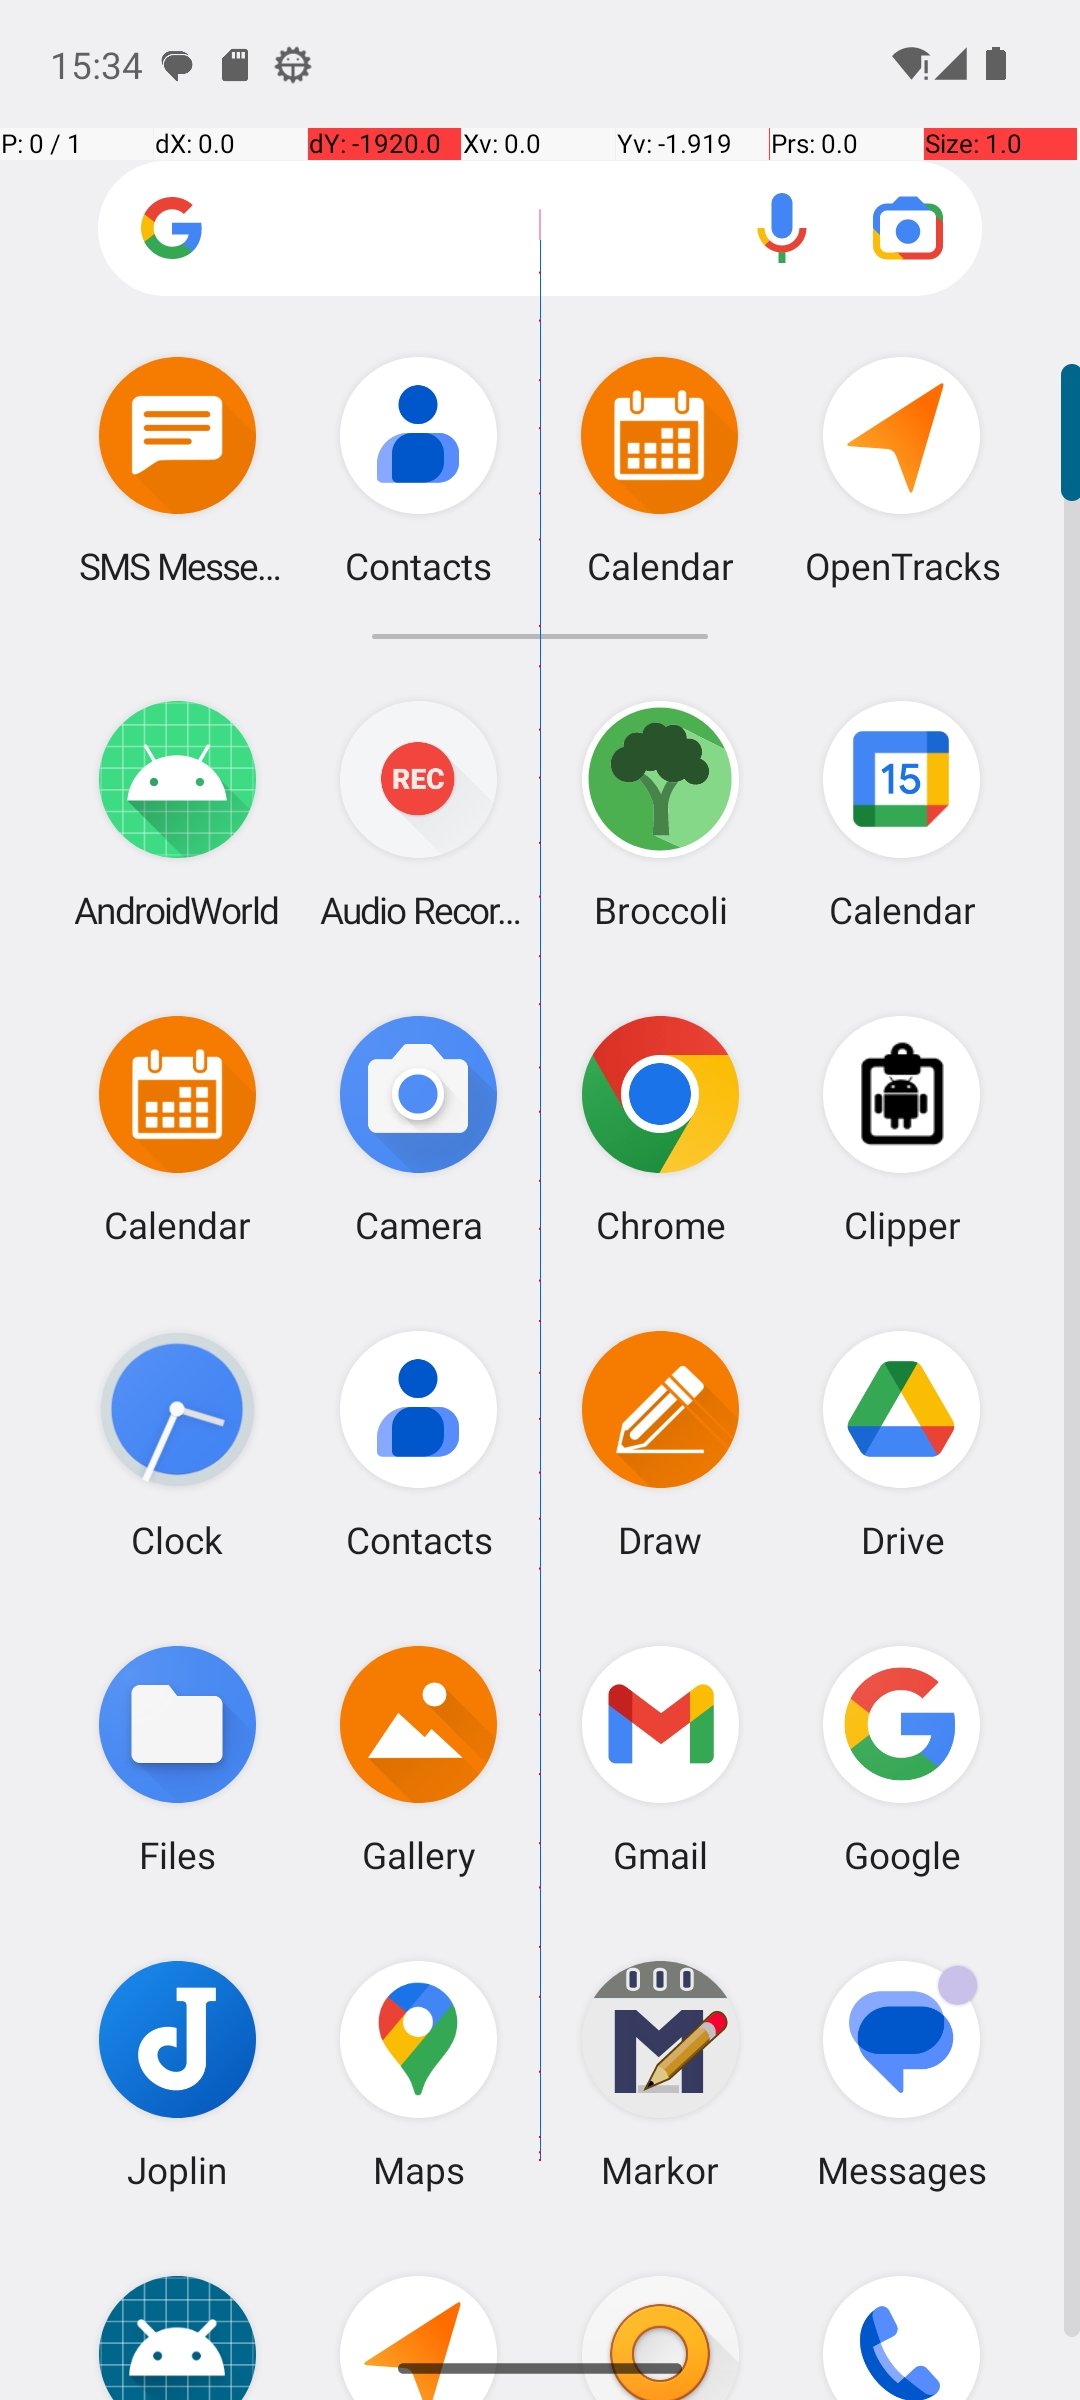 15:34
P: 0 / 1 dX: 0.0 dY: -1920.0 Xv: 0.0 Yv: -1.919 Prs: 0.0 Size: 1.0
SMS Messe... Contacts Calendar OpenTracks
REC
15
AndroidWorld Audio Recor... Broccoli Calendar
Calendar Camera Chrome Clipper
Clock Contacts Draw Drive
Files Gallery Gmail Google
Joplin Maps Markor Messages